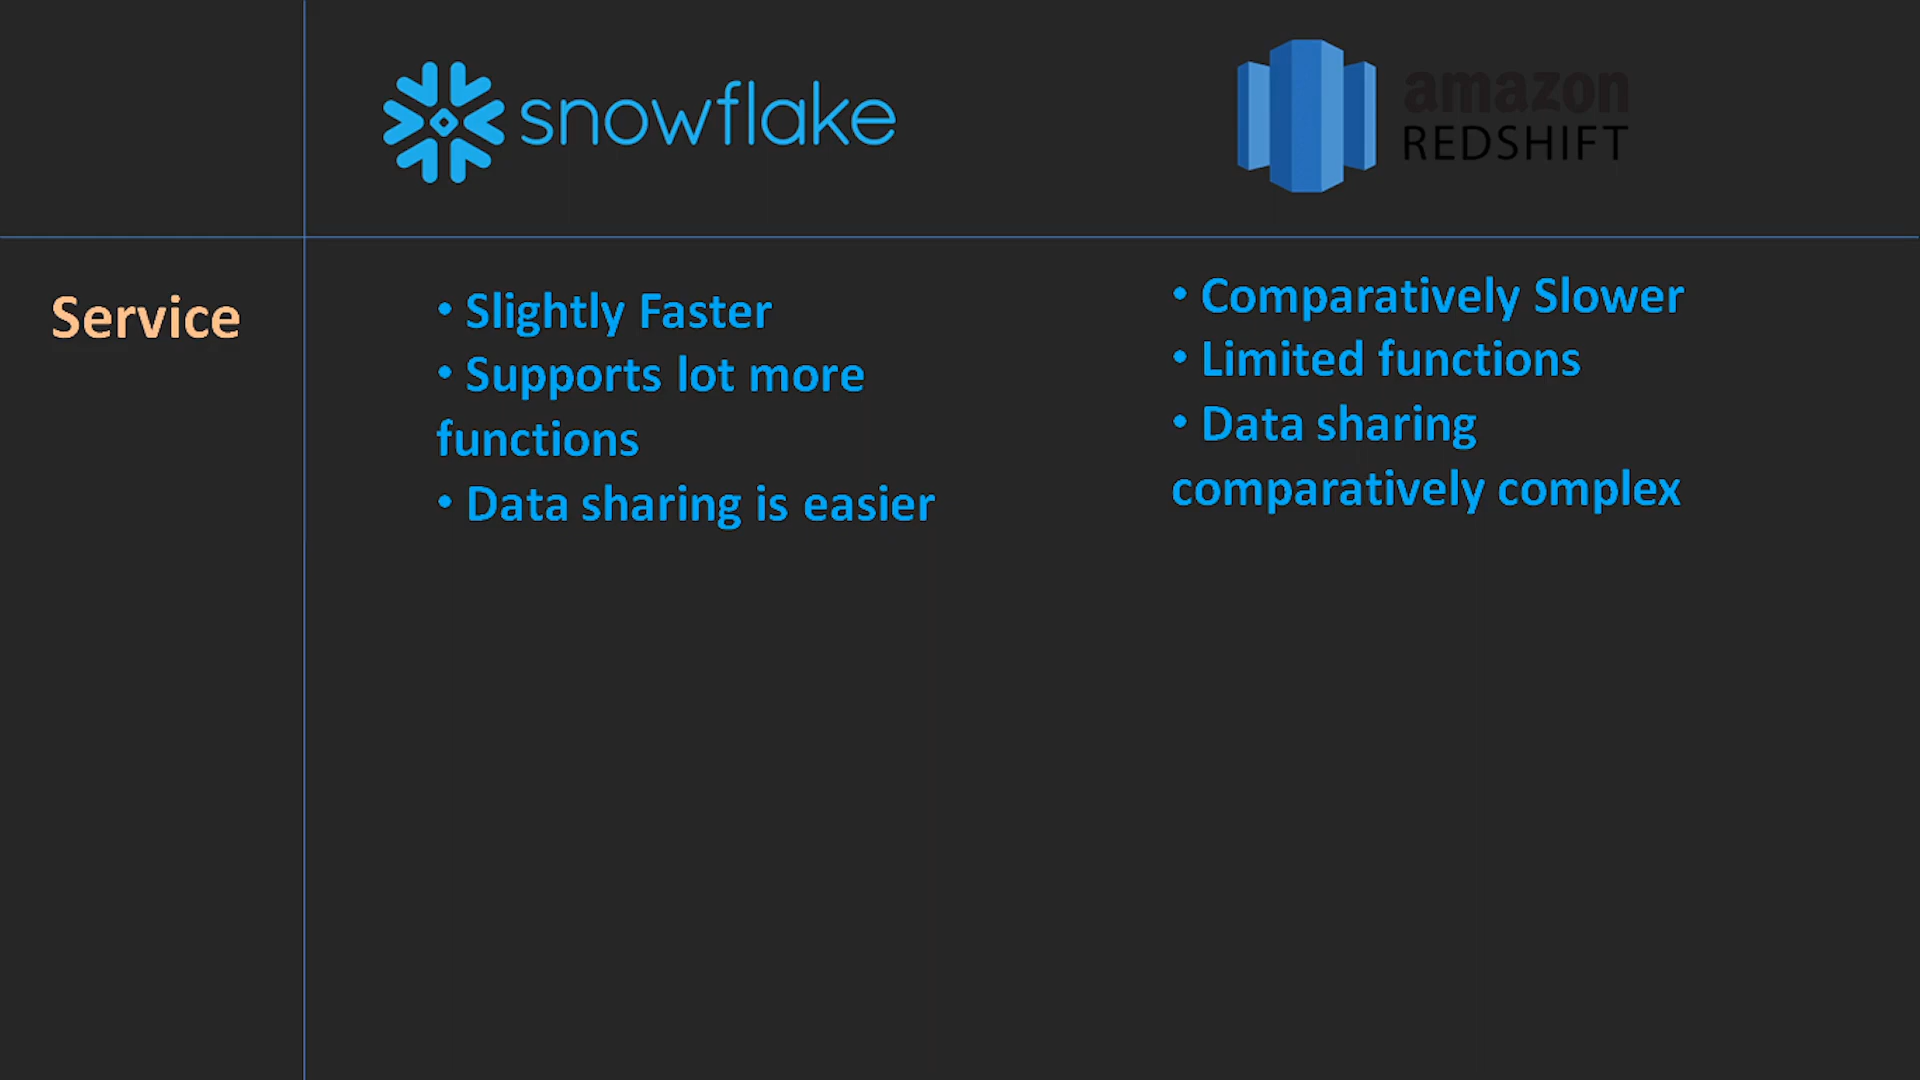 snowflake
amazon
REDSHIFT
Service
• Slightly Faster
• Supports lot more
functions
• Data sharing is easier
• Comparatively Slower
• Limited functions
• Data sharing
comparatively complex